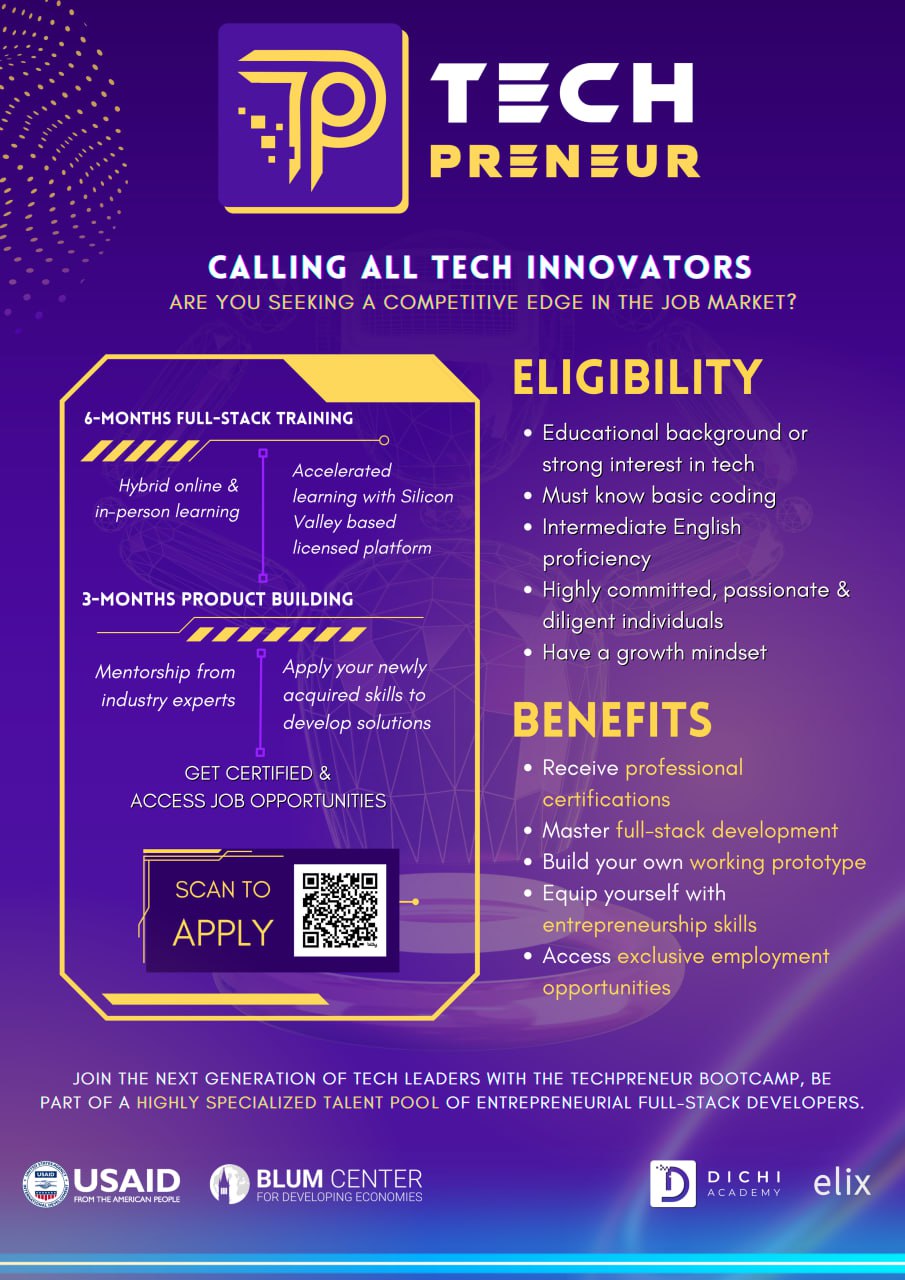 TECH
PRENEUR
CALLING ALL TECH INNOVATORS
ARE YOU SEEKING A COMPETITIVE EDGE IN THE JOB MARKET?
6-MONTHS FULL-STACK TRAINING
Hybrid online &
in-person learning
Accelerated
learning with Silicon
Valley based
licensed platform
3-MONTHS PRODUCT BUILDING
Mentorship from
industry experts
Apply your newly
acquired skills to
develop solutions
GET CERTIFIED &
ACCESS JOB OPPORTUNITIES
SCAN TO
APPLY
ELIGIBILITY
• Educational background or
strong interest in tech
• Must know basic coding
• Intermediate English
proficiency
• Highly committed, passionate &
diligent individuals
• Have a growth mindset
BENEFITS
• Receive professional
certifications
• Master full-stack development
• Build your own working prototype
• Equip yourself with
entrepreneurship skills
• Access exclusive employment
opportunities
JOIN THE NEXT GENERATION OF TECH LEADERS WITH THE TECHPRENEUR BOOTCAMP, BE
PART OF A HIGHLY SPECIALIZED TALENT POOL OF ENTREPRENEURIAL FULL-STACK DEVELOPERS.
USAID
USAID
FROM THE AMERICAN PEOPLE
BLUM CENTER
FOR DEVELOPING ECONOMIES
DICHI
ACADEMY
elix